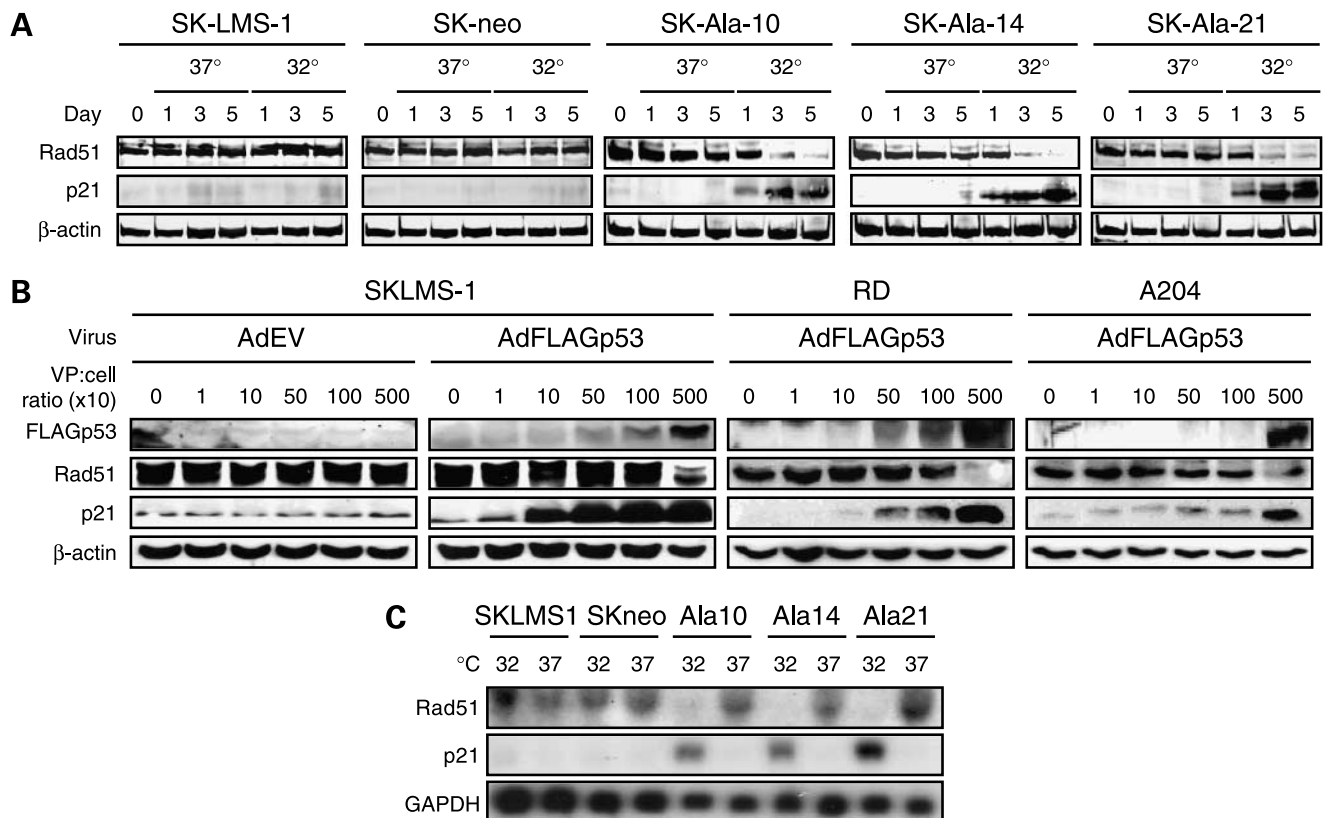 A
SK-LMS-1 SK-neo SK-Ala-10 SK-Ala-14 SK-Ala-21
37° 32° 37° 32° 37° 32° 37° 32° 37° 32°
Day 0 1 3 5 1 3 5 0 1 3 5 1 3 5 0 1 3 5 1 3 5 0 1 3 5 1 3 5 0 1 3 5 1 3 5
Rad51
p21
β-actin
B
SKLMS-1 RD A204
Virus AdEV AdFLAGp53 AdFLAGp53 AdFLAGp53
VP:cell
ratio (x10) 0 1 10 50 100 500 0 1 10 50 100 500 0 1 10 50 100 500 0 1 10 50 100 500
FLAGp53
Rad51
p21
β-actin
C
SKLMS1 SKneo Ala10 Ala14 Ala21
°C 32 37 32 37 32 37 32 37 32 37
Rad51
p21
GAPDH